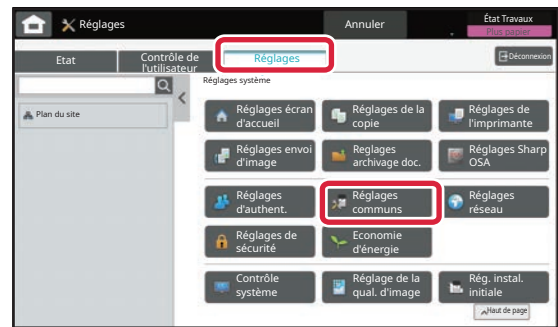 Réglages
Annuler
État Travaux
Plus papier
Etat
Contrôle de
l'utilisateur
Réglages
Déconnexion
Réglages système
Plan du site
Réglages écran
d'accueil
Réglages de la
copie
Réglages de
l'imprimante
Réglages envoi
d'image
Reglages
archivage doc.
Réglages Sharp
OSA
Réglages
d'authent.
Réglages
communs
Réglages
réseau
Réglages de
sécurité
Economie
d'énergie
Contrôle
système
Réglage de la
qual. d'image
Rég. instal.
initiale
Haut de page